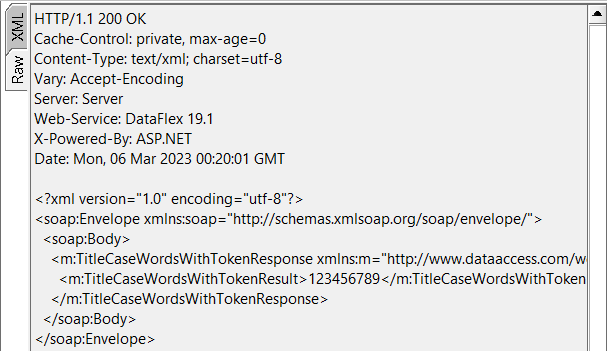 XML
Raw
HTTP/1.1 200 OK
Cache-Control: private, max-age=0
Content-Type: text/xml; charset=utf-8
Vary: Accept-Encoding
Server: Server
Web-Service: DataFlex 19.1
X-Powered-By: ASP.NET
Date: Mon, 06 Mar 2023 00:20:01 GMT
<?xml version="1.0" encoding="utf-8"?>
<soap:Envelope xmlns:soap="http://schemas.xmlsoap.org/soap/envelope/">
<soap:Body>
<m:TitleCaseWordsWithTokenResponse xmlns:m="http://www.dataaccess.com/w
<m:TitleCaseWordsWithTokenResult>123456789</m:TitleCaseWordsWithToken
</m:TitleCaseWordsWithTokenResponse>
</soap:Body>
</soap:Envelope>